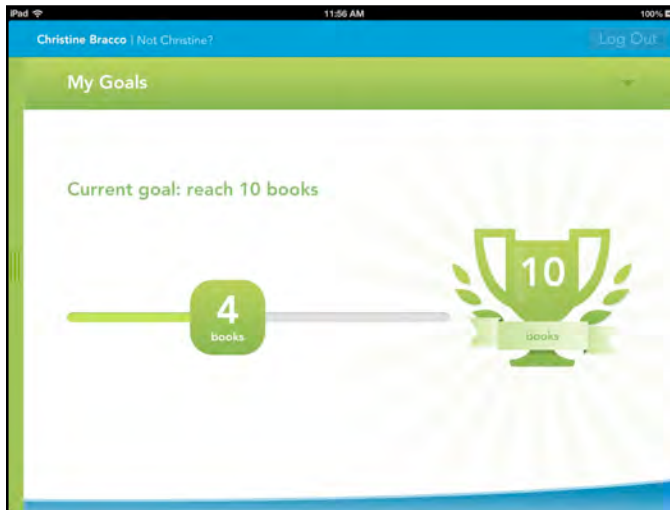 iPad 11:56 AM 100%
Christine Bracco | Not Christine? Log Out
My Goals
Current goal: reach 10 books
10
4
books
books